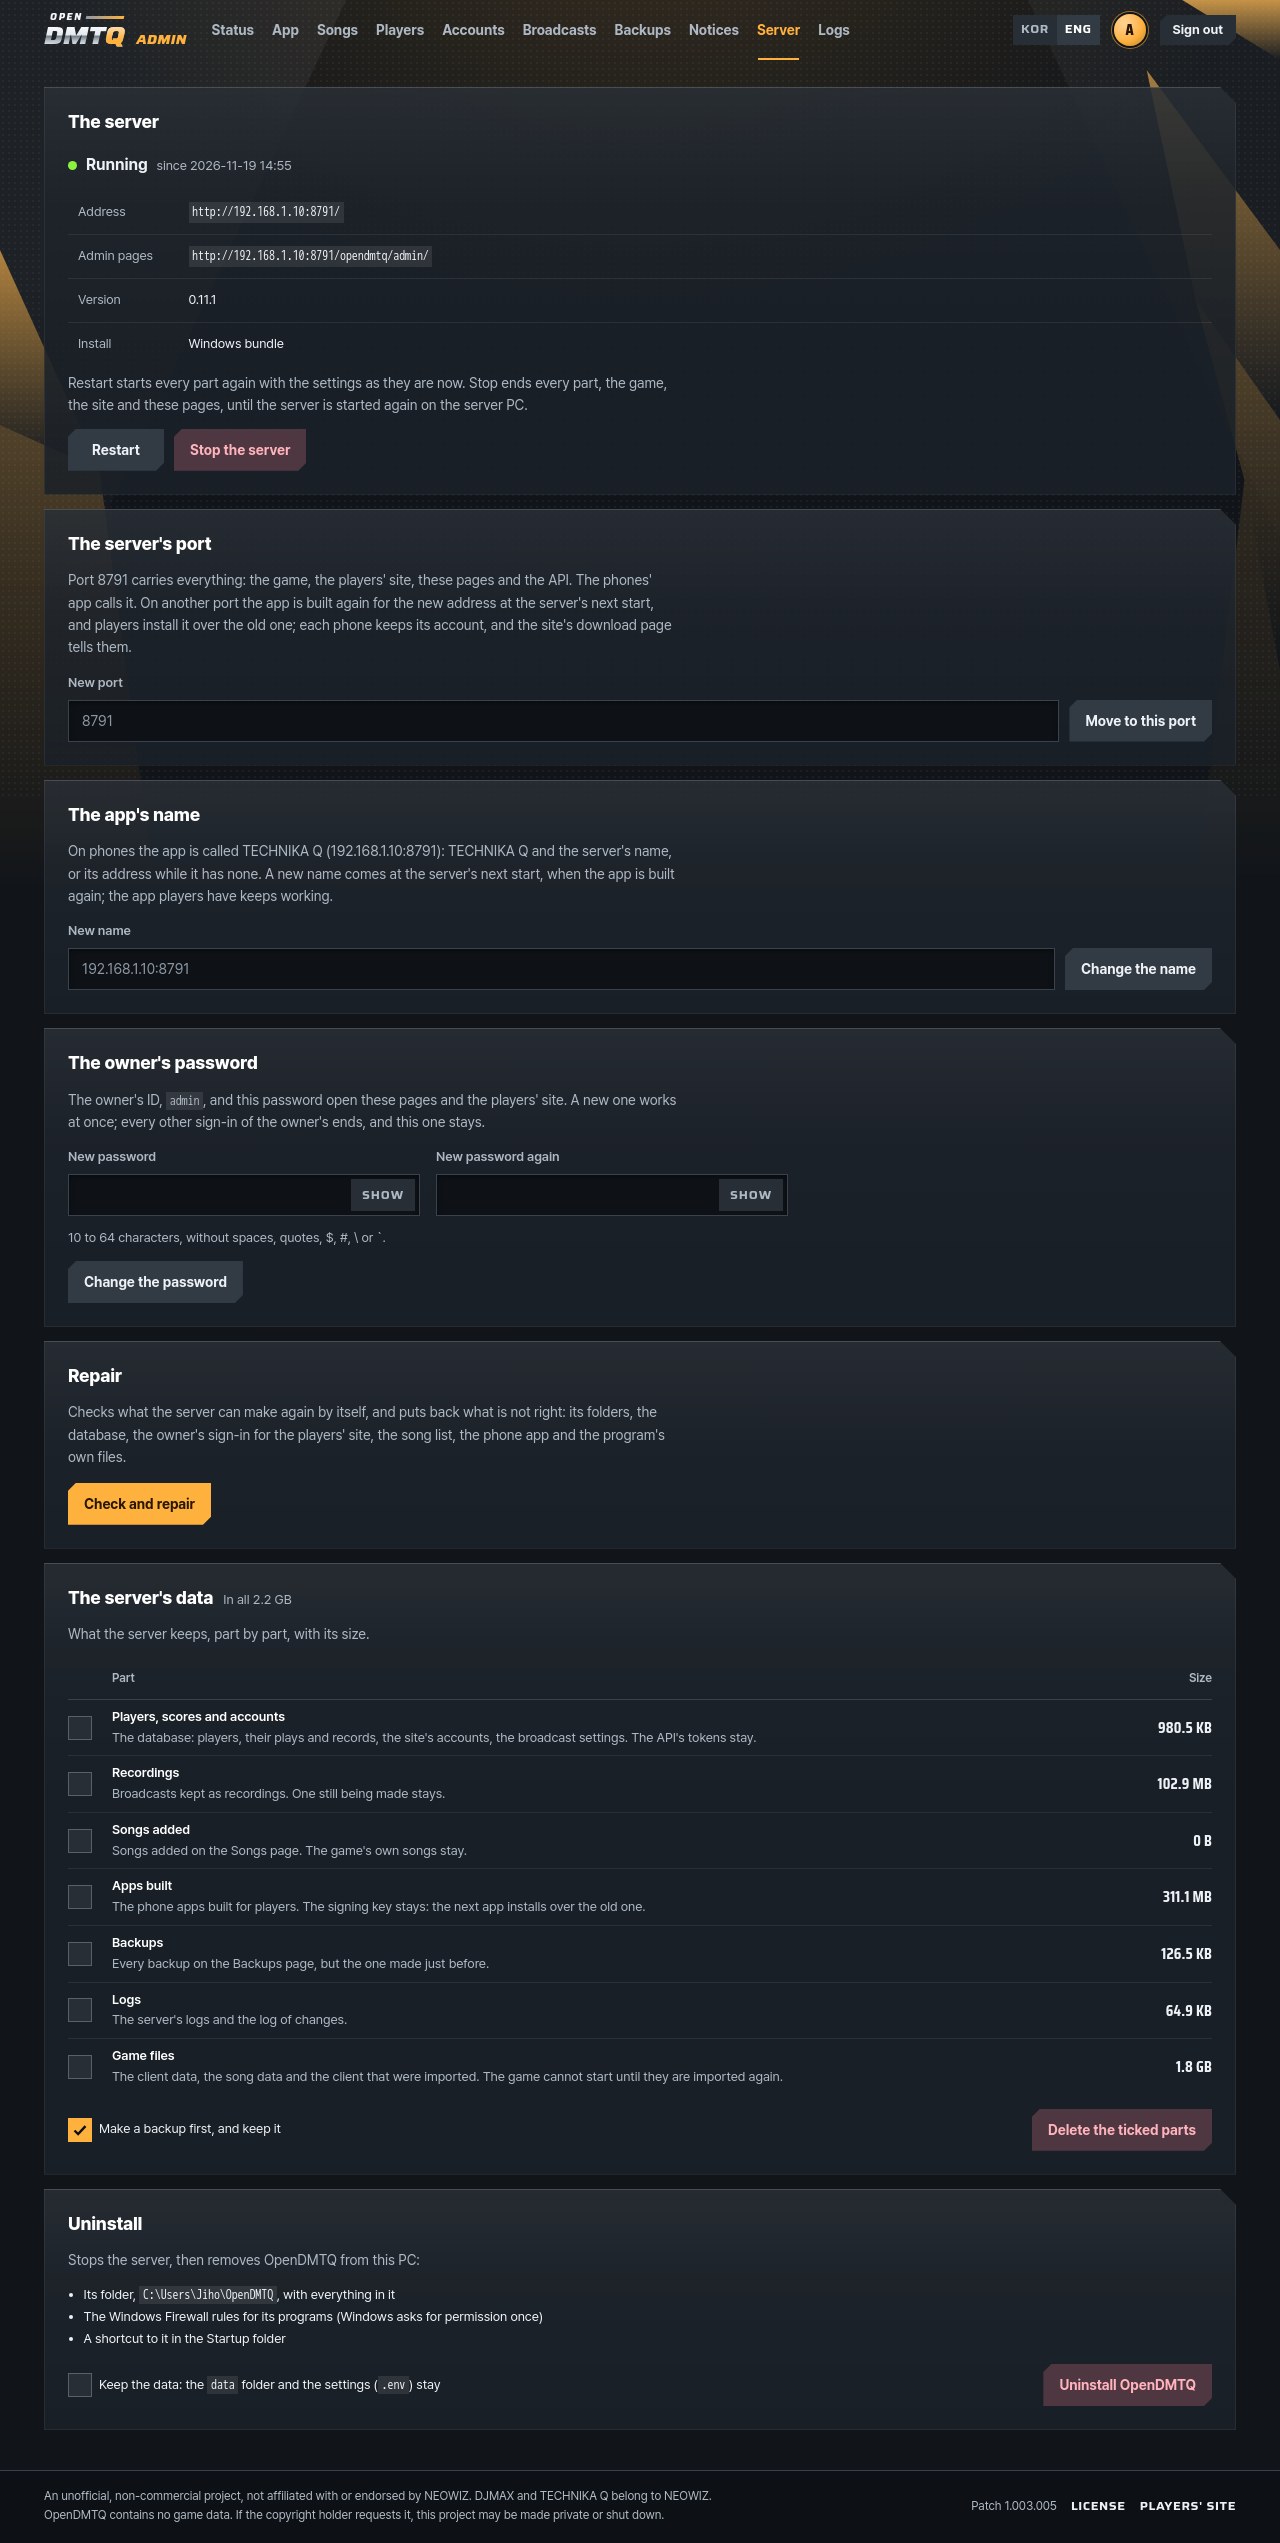 OPEN
DMTQ ADMIN
Status App Songs Players Accounts Broadcasts Backups Notices Server Logs
KOR ENG A Sign out
The server
Running since 2026-11-19 14:55
Address http://192.168.1.10:8791/
Admin pages http://192.168.1.10:8791/opendmtq/admin/
Version 0.11.1
Install Windows bundle
Restart starts every part again with the settings as they are now. Stop ends every part, the game,
the site and these pages, until the server is started again on the server PC.
Restart Stop the server
The server's port
Port 8791 carries everything: the game, the players' site, these pages and the API. The phones'
app calls it. On another port the app is built again for the new address at the server's next start,
and players install it over the old one; each phone keeps its account, and the site's download page
tells them.
New port
8791 Move to this port
The app's name
On phones the app is called TECHNIKA Q (192.168.1.10:8791): TECHNIKA Q and the server's name,
or its address while it has none. A new name comes at the server's next start, when the app is built
again; the app players have keeps working.
New name
192.168.1.10:8791 Change the name
The owner's password
The owner's ID, admin, and this password open these pages and the players' site. A new one works
at once; every other sign-in of the owner's ends, and this one stays.
New password New password again
SHOW SHOW
10 to 64 characters, without spaces, quotes, $, #, \ or `.
Change the password
Repair
Checks what the server can make again by itself, and puts back what is not right: its folders, the
database, the owner's sign-in for the players' site, the song list, the phone app and the program's
own files.
Check and repair
The server's data In all 2.2 GB
What the server keeps, part by part, with its size.
Part Size
Players, scores and accounts
The database: players, their plays and records, the site's accounts, the broadcast settings. The API's tokens stay.
980.5 KB
Recordings
Broadcasts kept as recordings. One still being made stays.
102.9 MB
Songs added
Songs added on the Songs page. The game's own songs stay.
0 B
Apps built
The phone apps built for players. The signing key stays: the next app installs over the old one.
311.1 MB
Backups
Every backup on the Backups page, but the one made just before.
126.5 KB
Logs
The server's logs and the log of changes.
64.9 KB
Game files
The client data, the song data and the client that were imported. The game cannot start until they are imported again.
1.8 GB
Make a backup first, and keep it Delete the ticked parts
Uninstall
Stops the server, then removes OpenDMTQ from this PC:
• Its folder, C:\Users\Jiho\OpenDMTQ, with everything in it
• The Windows Firewall rules for its programs (Windows asks for permission once)
• A shortcut to it in the Startup folder
Keep the data: the data folder and the settings (.env) stay Uninstall OpenDMTQ
An unofficial, non-commercial project, not affiliated with or endorsed by NEOWIZ. DJMAX and TECHNIKA Q belong to NEOWIZ.
OpenDMTQ contains no game data. If the copyright holder requests it, this project may be made private or shut down.
Patch 1.003.005 LICENSE PLAYERS' SITE